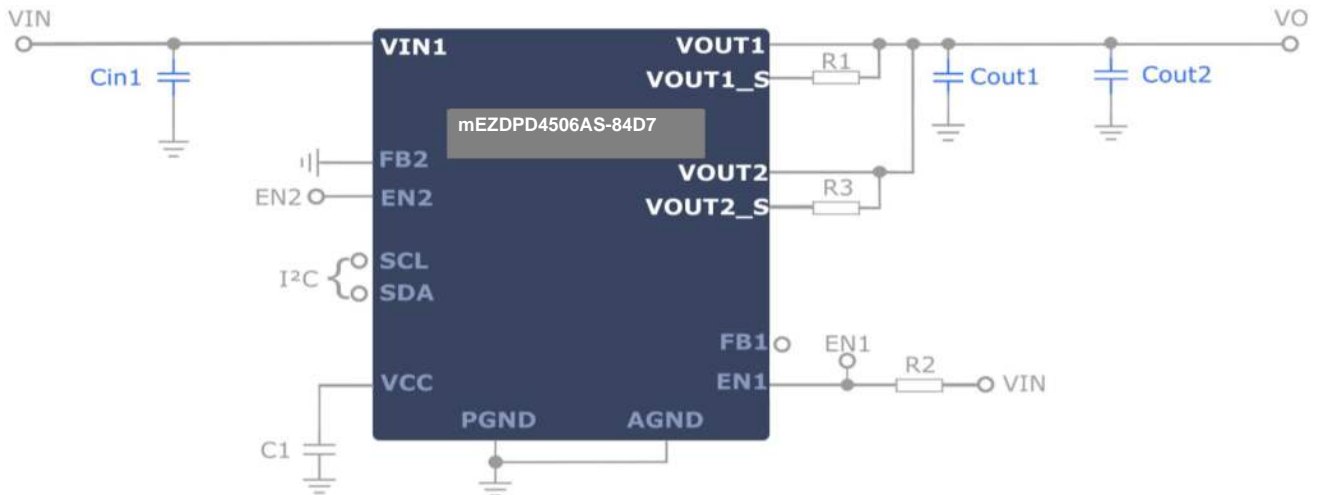 VIN
VO
VIN1
VOUT1
R1
Cin1
VOUT1_S
Cout1
Cout2
mEZDPD4506AS-84D7
FB2
VOUT2
EN2
EN2
R3
VOUT2_S
SCL
I²C
SDA
FB1
EN1
R2
VCC
EN1
VIN
PGND
AGND
C1